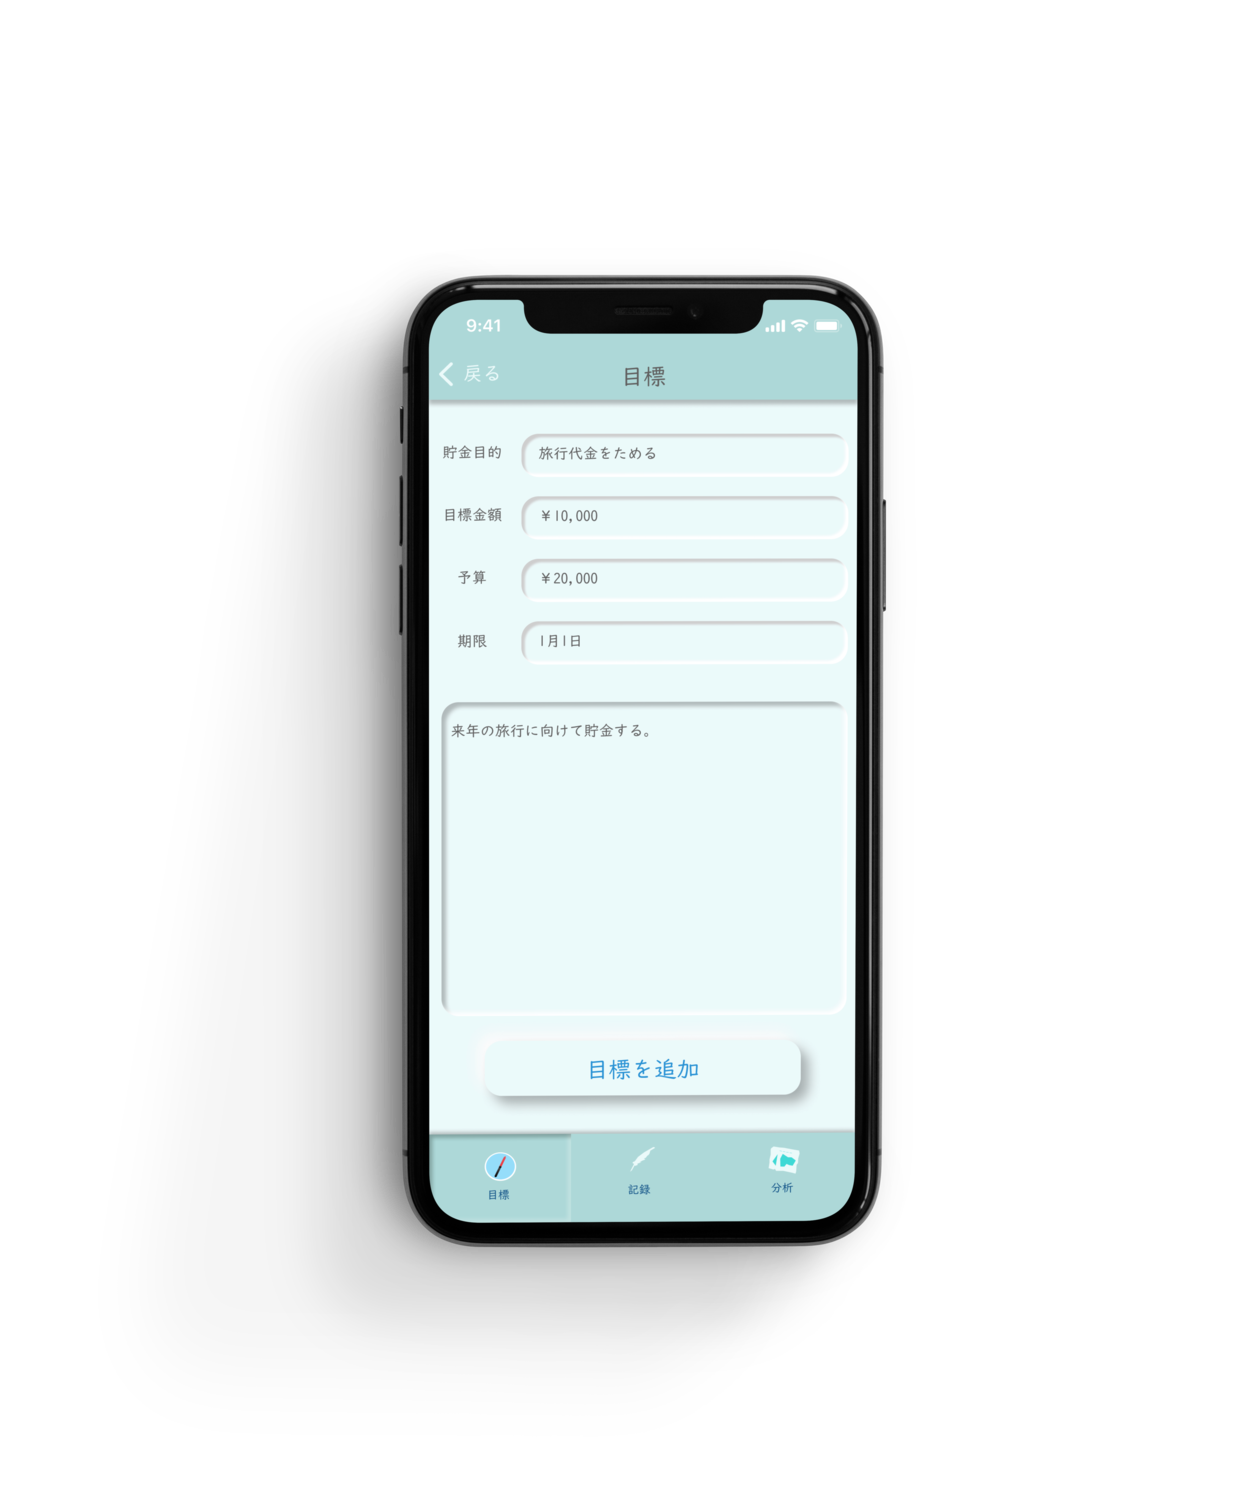 9:41
戻る
目標
貯金目的
旅行代金をためる
目標金額
¥10,000
予算
¥20,000
期限
1月1日
来年の旅行に向けて貯金する。
目標を追加
目標
記録
分析